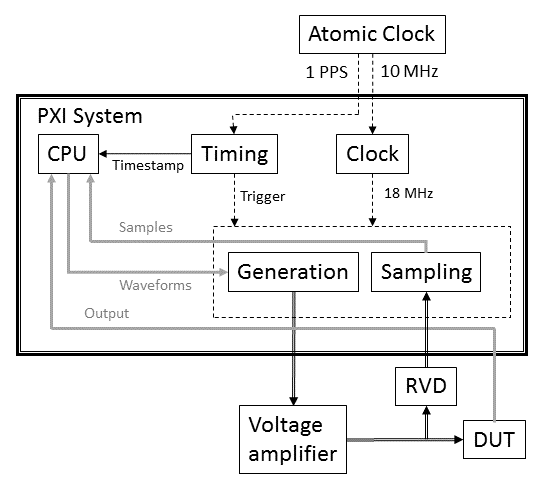 Atomic Clock
1 PPS
10 MHz
PXI System
CPU
Timing
Clock
Timestamp
Trigger
18 MHz
Samples
Generation
Sampling
Waveforms
Output
RVD
Voltage
amplifier
DUT